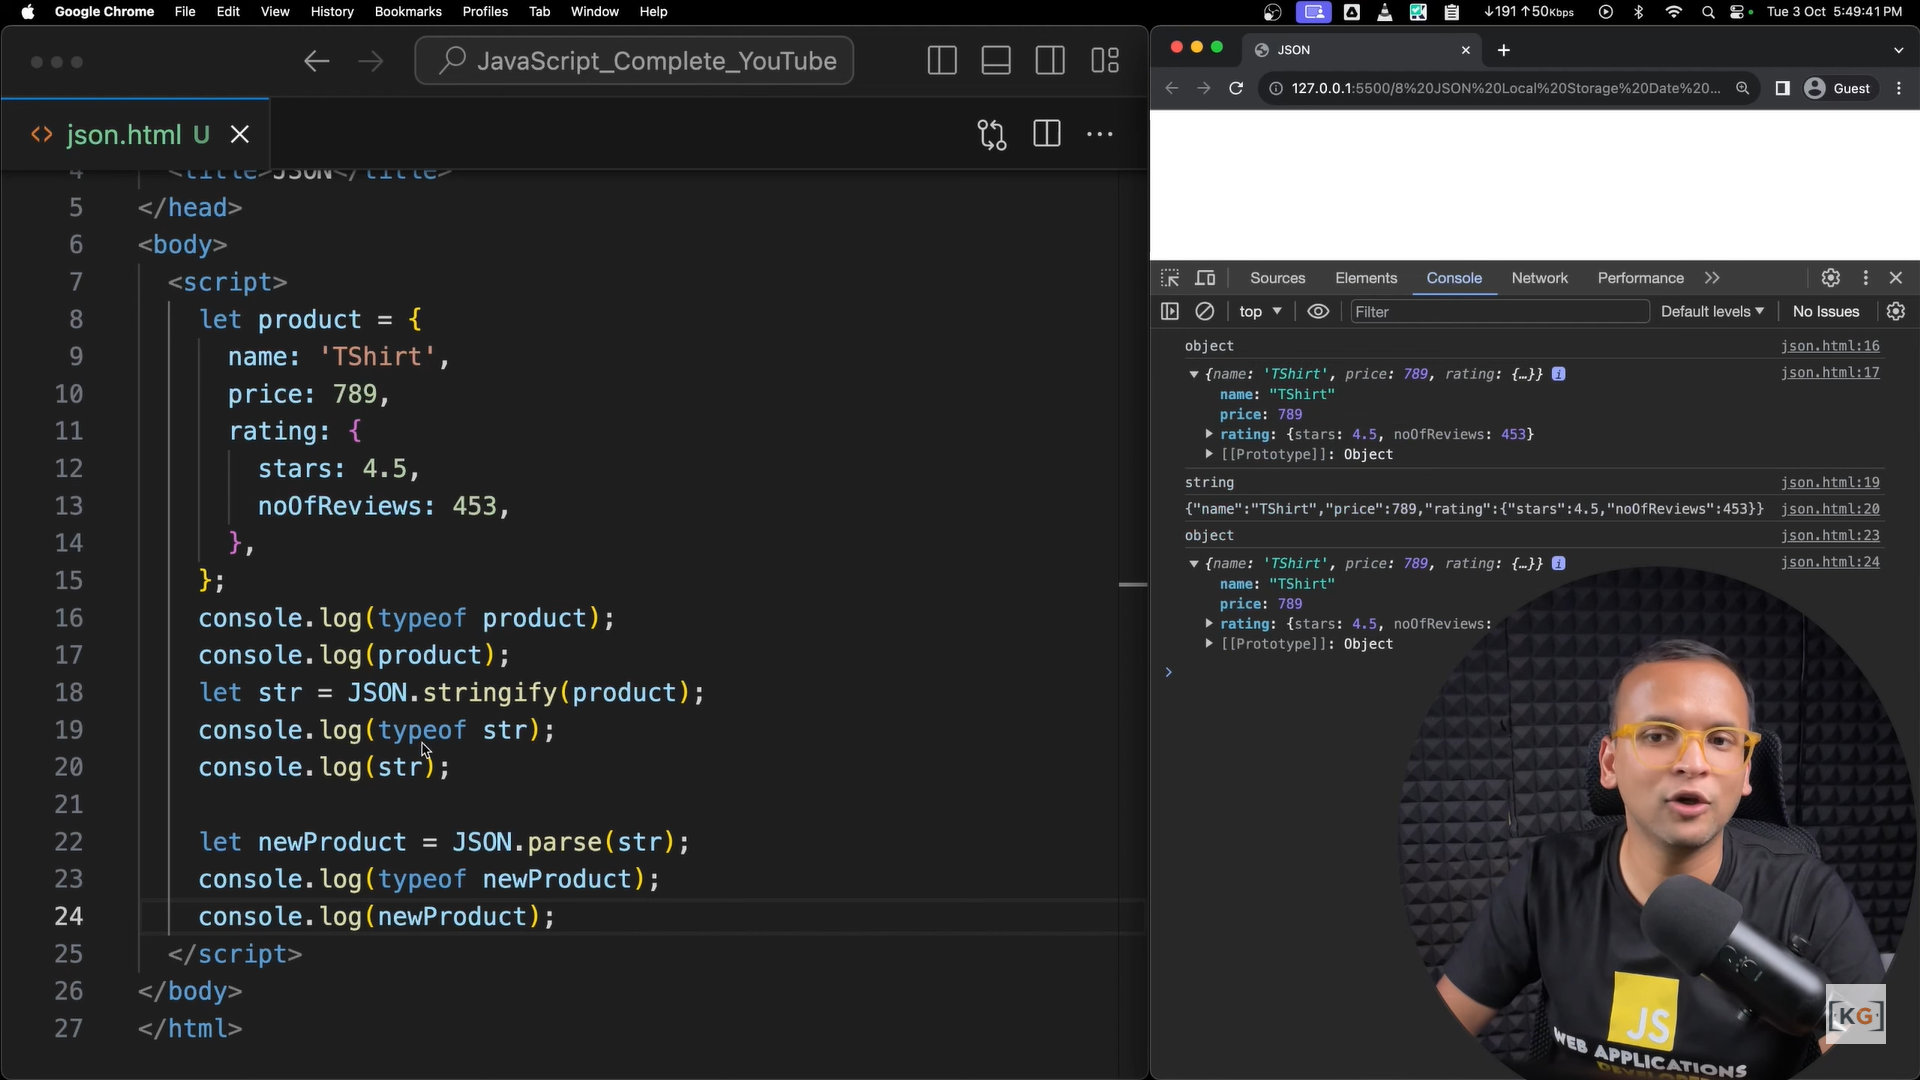 Google Chrome File Edit View History Bookmarks Profiles Tab Window Help
↓191 ↑50Kbps Tue 3 Oct 5:49:41 PM
JavaScript_Complete_YouTube
json.html U
4 <title>JSON</title>
5 </head>
6 <body>
7 <script>
8 let product = {
9 name: 'TShirt',
10 price: 789,
11 rating: {
12 stars: 4.5,
13 noOfReviews: 453,
14 },
15 };
16 console.log(typeof product);
17 console.log(product);
18 let str = JSON.stringify(product);
19 console.log(typeof str);
20 console.log(str);
21
22 let newProduct = JSON.parse(str);
23 console.log(typeof newProduct);
24 console.log(newProduct);
25 </script>
26 </body>
27 </html>
JSON
127.0.0.1:5500/8%20JSON%20Local%20Storage%20Date%20... Guest
Sources Elements Console Network Performance
top Filter Default levels No Issues
object json.html:16
{name: 'TShirt', price: 789, rating: {…}} json.html:17
name: "TShirt"
price: 789
rating: {stars: 4.5, noOfReviews: 453}
[[Prototype]]: Object
string json.html:19
{"name":"TShirt","price":789,"rating":{"stars":4.5,"noOfReviews":453}} json.html:20
object json.html:23
{name: 'TShirt', price: 789, rating: {…}} json.html:24
name: "TShirt"
price: 789
rating: {stars: 4.5, noOfReviews:
[[Prototype]]: Object
JS
WEB APPLICATIONS
KG